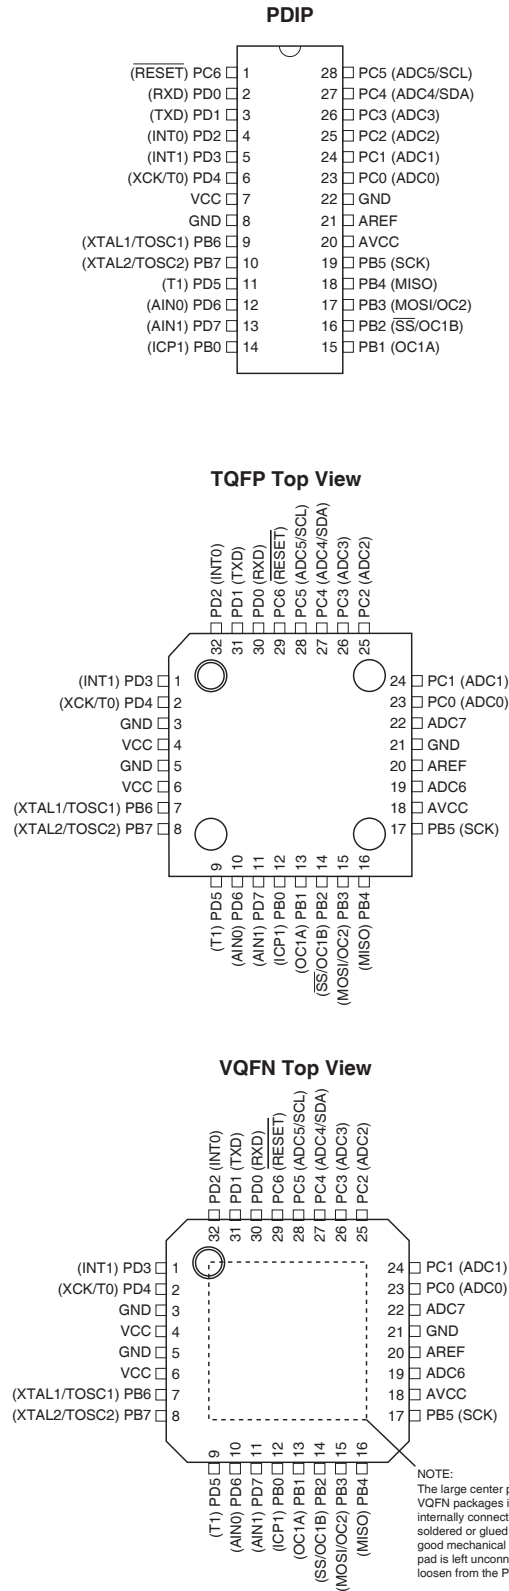 PDIP
(RESET) PC6 1 28 PC5 (ADC5/SCL)
(RXD) PD0 2 27 PC4 (ADC4/SDA)
(TXD) PD1 3 26 PC3 (ADC3)
(INT0) PD2 4 25 PC2 (ADC2)
(INT1) PD3 5 24 PC1 (ADC1)
(XCK/T0) PD4 6 23 PC0 (ADC0)
VCC 7 22 GND
GND 8 21 AREF
(XTAL1/TOSC1) PB6 9 20 AVCC
(XTAL2/TOSC2) PB7 10 19 PB5 (SCK)
(T1) PD5 11 18 PB4 (MISO)
(AIN0) PD6 12 17 PB3 (MOSI/OC2)
(AIN1) PD7 13 16 PB2 (SS/OC1B)
(ICP1) PB0 14 15 PB1 (OC1A)
TQFP Top View
32 PD2 (INT0)
31 PD1 (TXD)
30 PD0 (RXD)
29 PC6 (RESET)
28 PC5 (ADC5/SCL)
27 PC4 (ADC4/SDA)
26 PC3 (ADC3)
25 PC2 (ADC2)
(INT1) PD3 1 24 PC1 (ADC1)
(XCK/T0) PD4 2 23 PC0 (ADC0)
GND 3 22 ADC7
VCC 4 21 GND
GND 5 20 AREF
VCC 6 19 ADC6
(XTAL1/TOSC1) PB6 7 18 AVCC
(XTAL2/TOSC2) PB7 8 17 PB5 (SCK)
(T1) PD5 9
(AIN0) PD6 10
(AIN1) PD7 11
(ICP1) PB0 12
(OC1A) PB1 13
(SS/OC1B) PB2 14
(MOSI/OC2) PB3 15
(MISO) PB4 16
VQFN Top View
32 PD2 (INT0)
31 PD1 (TXD)
30 PD0 (RXD)
29 PC6 (RESET)
28 PC5 (ADC5/SCL)
27 PC4 (ADC4/SDA)
26 PC3 (ADC3)
25 PC2 (ADC2)
(INT1) PD3 1 24 PC1 (ADC1)
(XCK/T0) PD4 2 23 PC0 (ADC0)
GND 3 22 ADC7
VCC 4 21 GND
GND 5 20 AREF
VCC 6 19 ADC6
(XTAL1/TOSC1) PB6 7 18 AVCC
(XTAL2/TOSC2) PB7 8 17 PB5 (SCK)
(T1) PD5 9
(AIN0) PD6 10
(AIN1) PD7 11
(ICP1) PB0 12
(OC1A) PB1 13
(SS/OC1B) PB2 14
(MOSI/OC2) PB3 15
(MISO) PB4 16
NOTE:
The large center
VQFN packages
internally
soldered or glued
good mechanical
pad is left
loosen from the